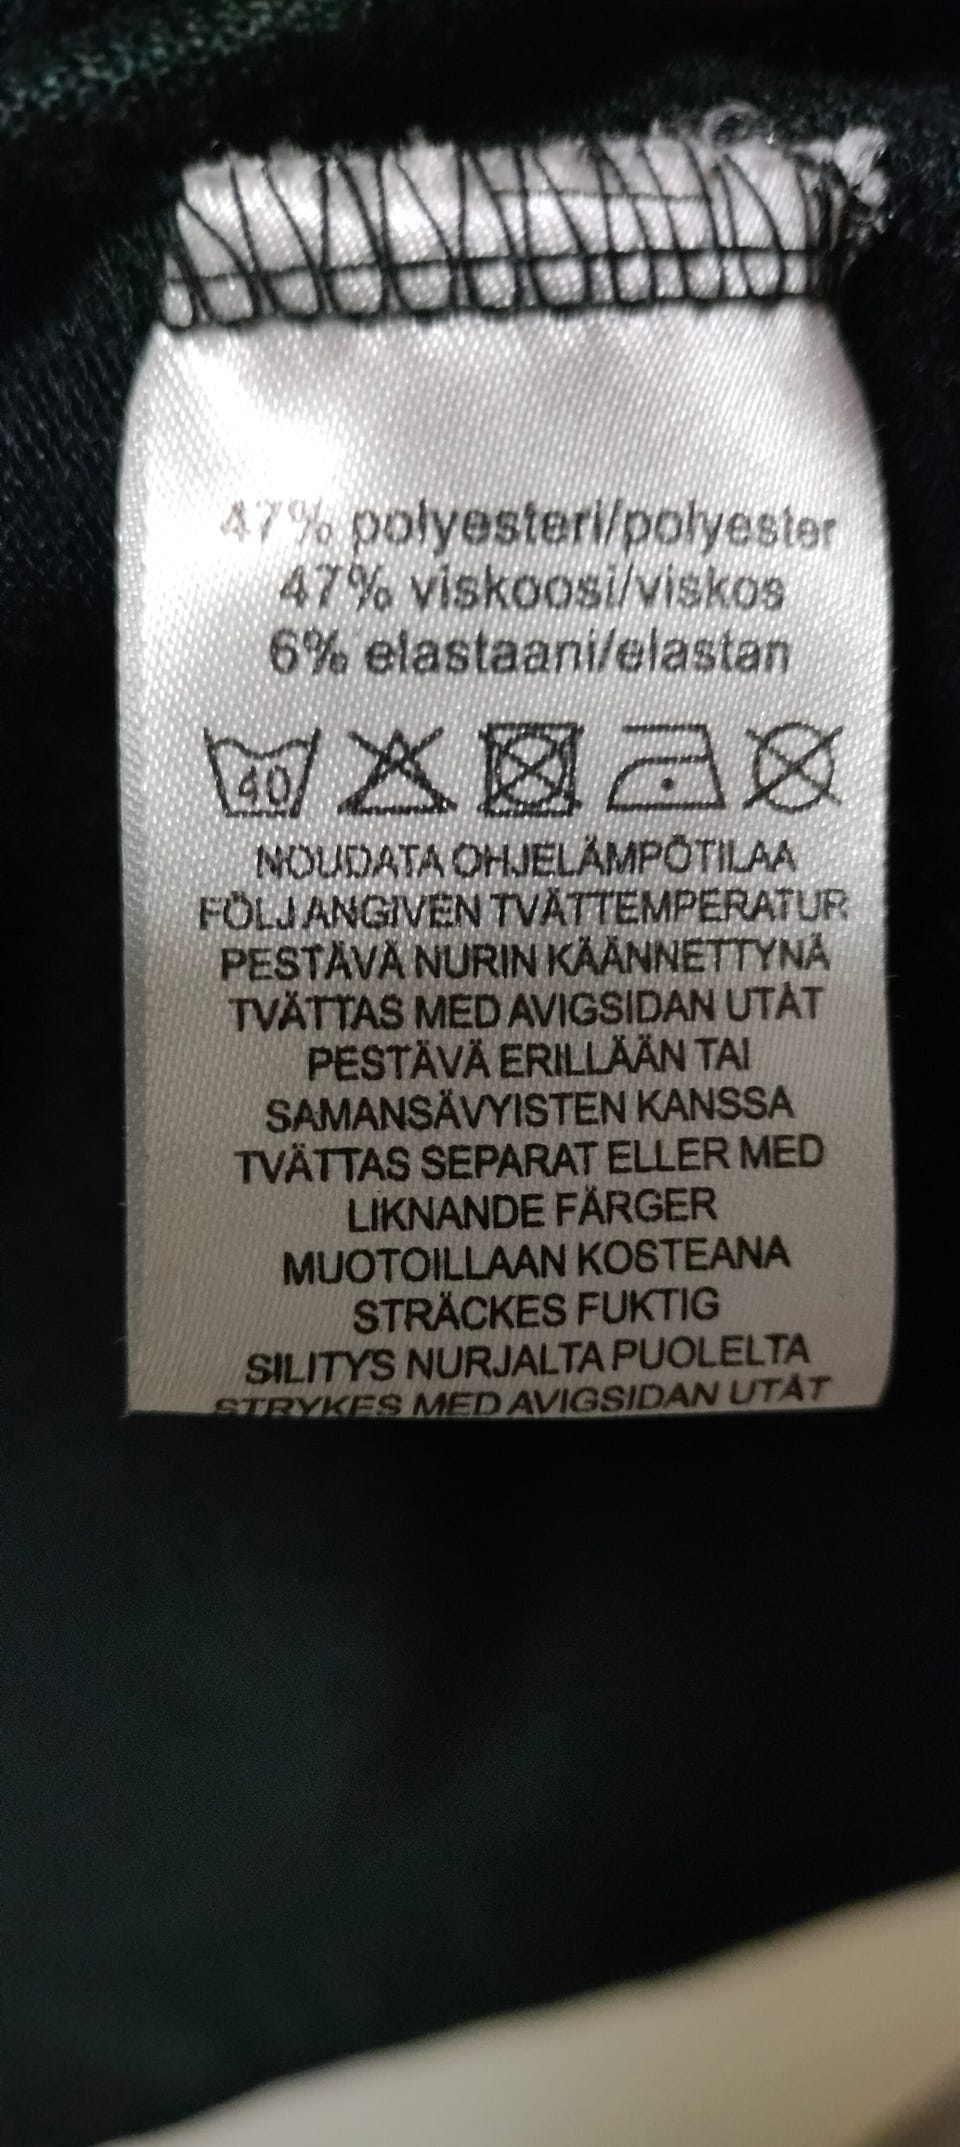 47% polyesteri/polyester
47% viskoosi/viskos
6% elastaani/elastan
40
NOUDATA OHJELÄMPÖTILAA
FÖLJ ANGIVEN TVÄTTEMPERATUR
PESTÄVÄ NURIN KÄÄNNETTYNÄ
TVÄTTAS MED AVIGSIDAN UTÅT
PESTÄVÄ ERILLÄÄN TAI
SAMANSÄVYISTEN KANSSA
TVÄTTAS SEPARAT ELLER MED
LIKNANDE FÄRGER
MUOTOILLAAN KOSTEANA
STRÄCKES FUKTIG
SILITYS NURJALTA PUOLELTA
STRYKES MED AVIGSIDAN UTÅT